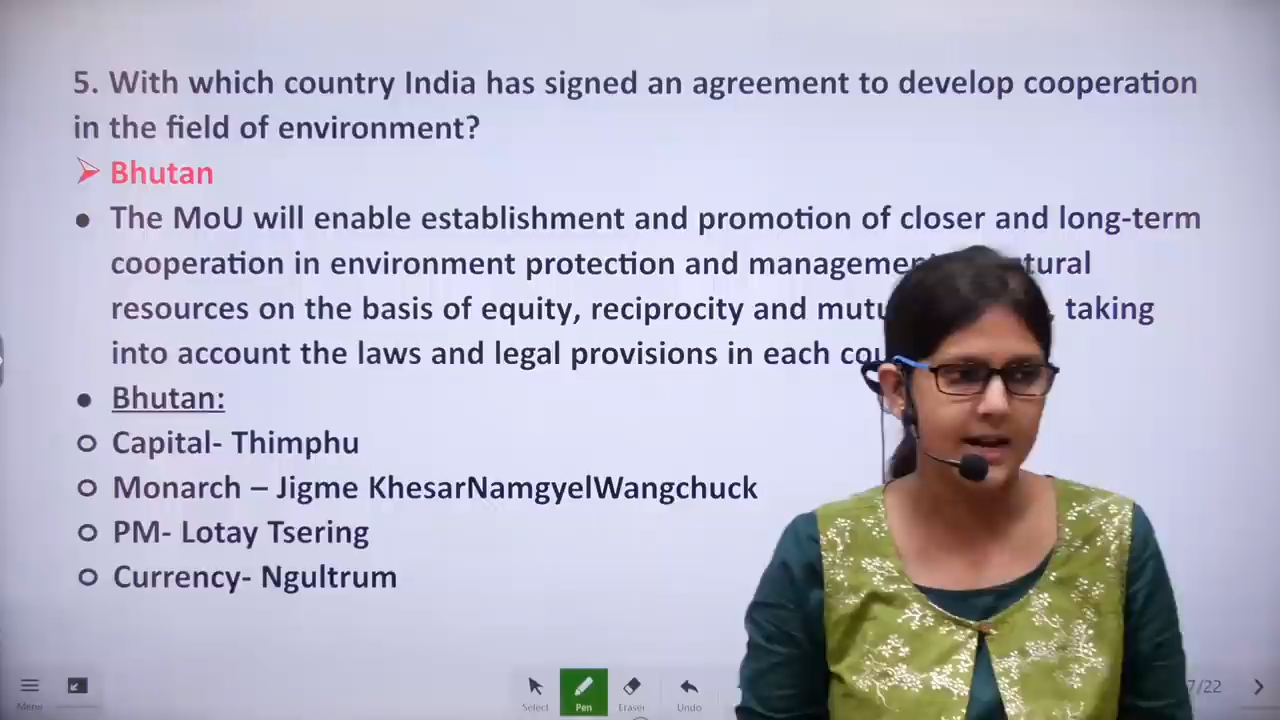 5. With which country India has signed an agreement to develop cooperation
in the field of environment?
Bhutan
The MoU will enable establishment and promotion of closer and long-term
cooperation in environment protection and
resources on the basis of equity, reciprocity and taking
into account the laws and legal provisions in each
Bhutan:
Capital- Thimphu
Monarch – Jigme KhesarNamgyelWangchuck
PM- Lotay Tsering
Currency- Ngultrum
Menu Select Pen Eraser Undo 7/22